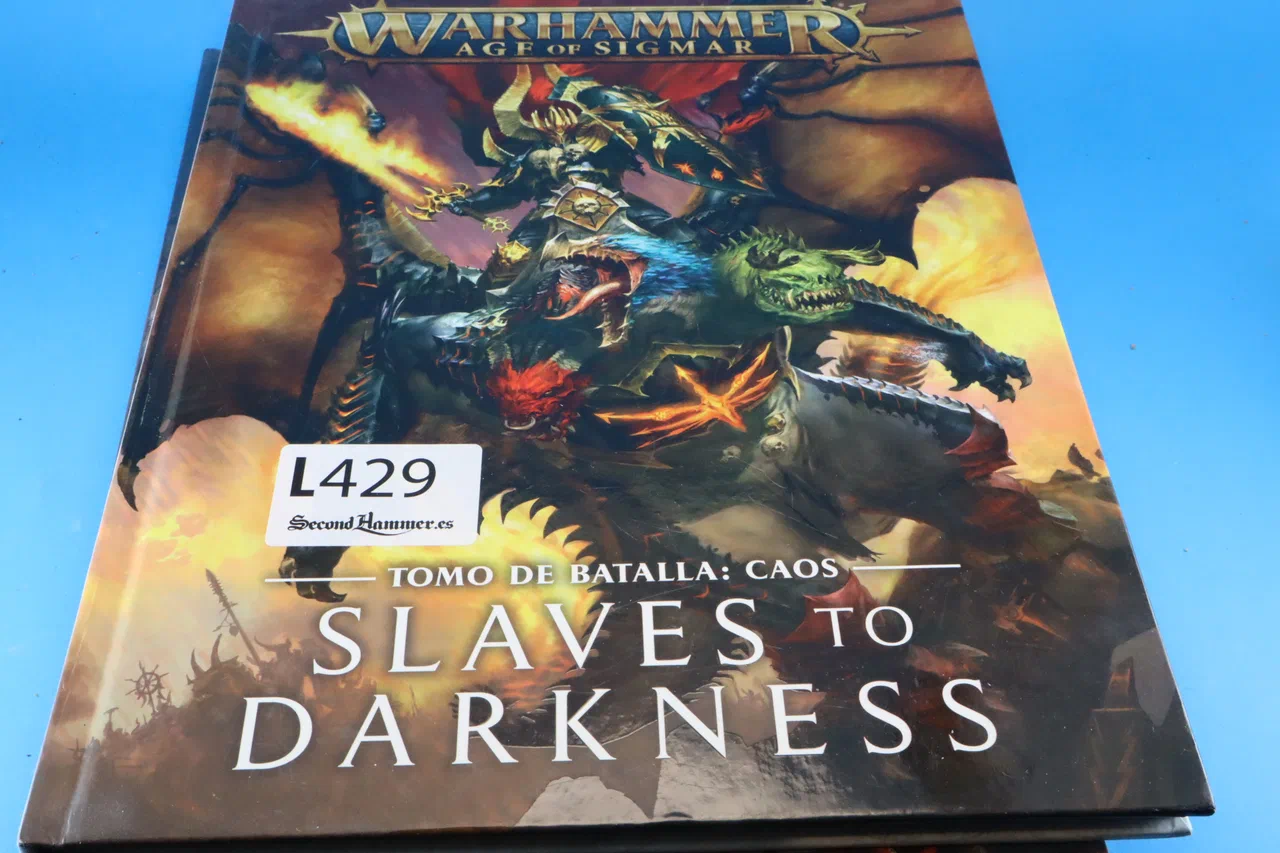 WARHAMMER
AGE OF SIGMAR
L429
SecondHammer.es
TOMO DE BATALLA: CAOS
SLAVES TO
DARKNESS